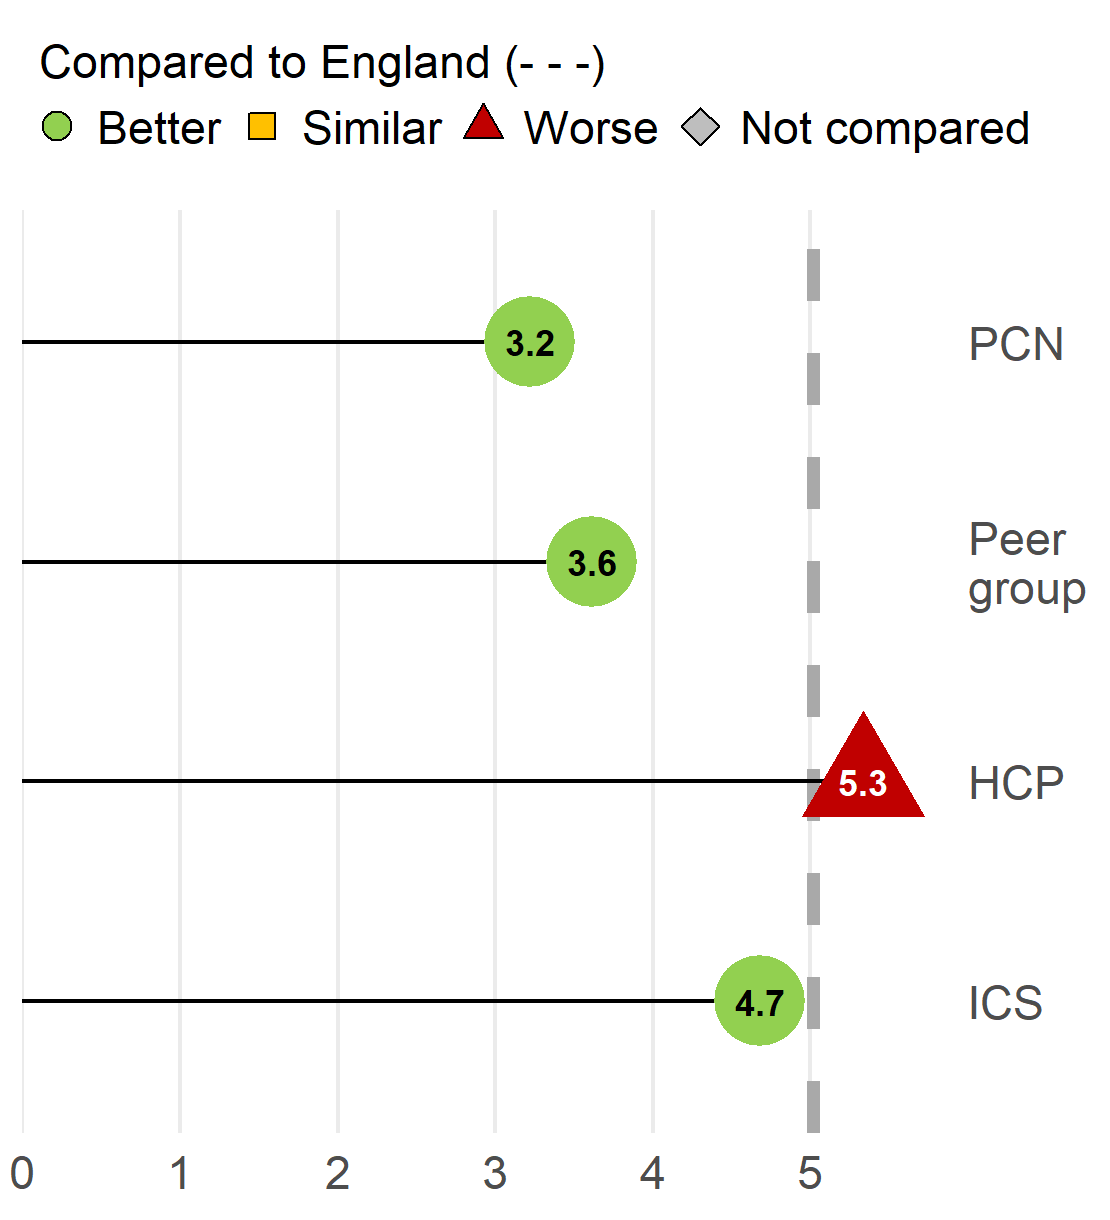 Compared to England (- - -)
Better Similar Worse Not compared
3.2 PCN
3.6 Peer
group
5.3 HCP
4.7 ICS
0 1 2 3 4 5